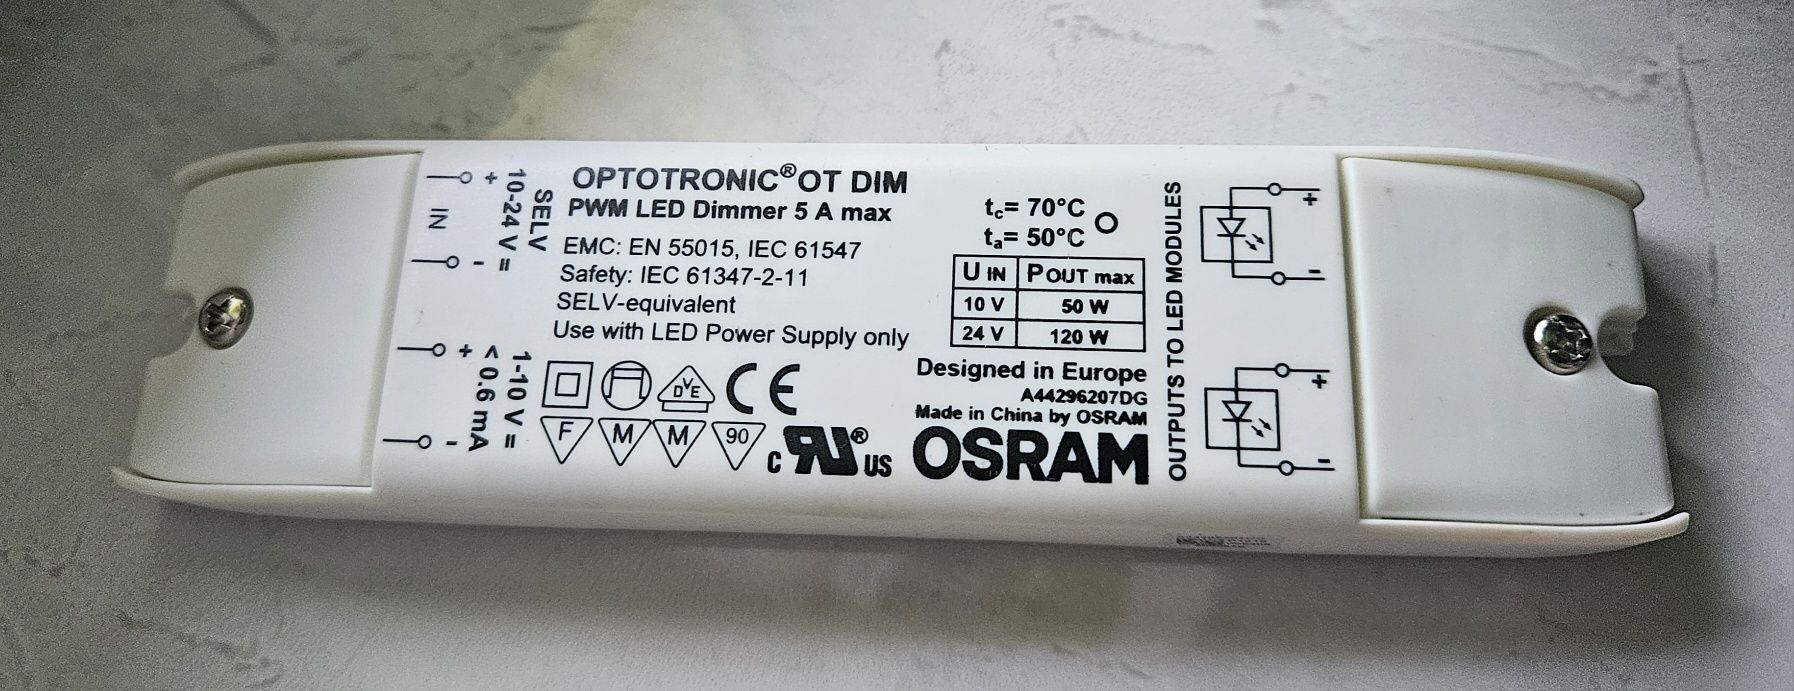 + 10-24 V =
IN SELV
-
+ 1-10 V =
< 0.6 mA
-
OPTOTRONIC® OT DIM
PWM LED Dimmer 5 A max
EMC: EN 55015, IEC 61547
Safety: IEC 61347-2-11
SELV-equivalent
Use with LED Power Supply only
DVE CE
F M M 90 c RU® US
tc= 70°C
ta= 50°C
U IN POUT max
10 V 50 W
24 V 120 W
Designed in Europe
A44296207DG
Made in China by OSRAM
OSRAM
OUTPUTS TO LED MODULES
+
-
+
-